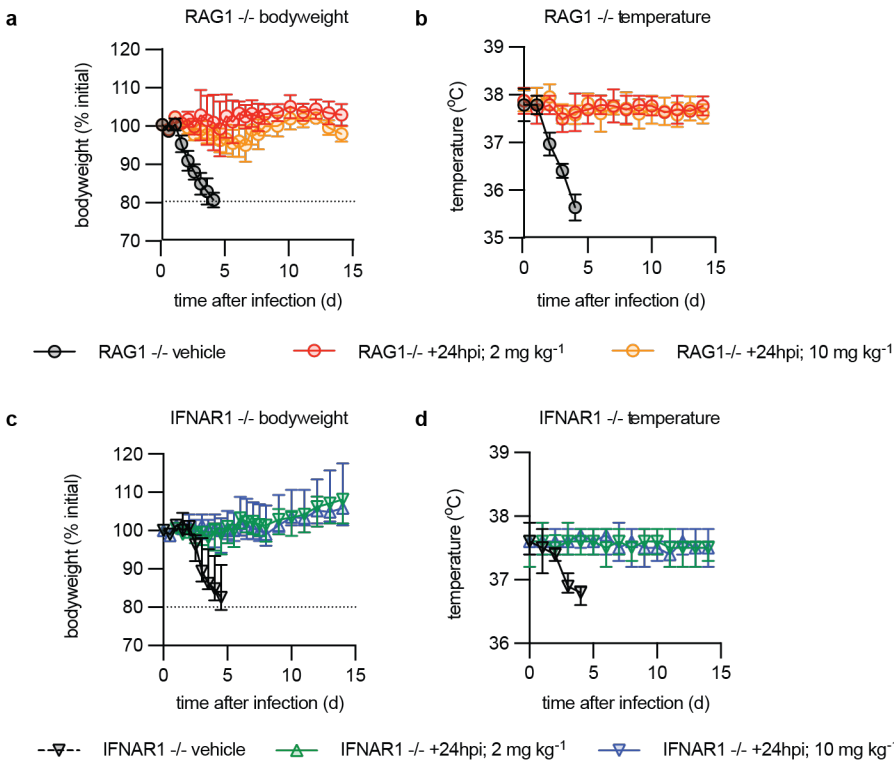 a
RAG1 -/- bodyweight
bodyweight (% initial)
120
110
100
90
80
70
0
5
10
15
time after infection (d)
b
RAG1 -/- temperature
temperature (°C)
39
38
37
36
35
0
5
10
15
time after infection (d)
RAG1 -/- vehicle
RAG1-/- +24hpi; 2 mg kg⁻¹
RAG1-/- +24hpi; 10 mg kg⁻¹
c
IFNAR1 -/- bodyweight
bodyweight (% initial)
120
110
100
90
80
70
0
5
10
15
time after infection (d)
d
IFNAR1 -/- temperature
temperature (°C)
39
38
37
36
0
5
10
15
time after infection (d)
IFNAR1 -/- vehicle
IFNAR1 -/- +24hpi; 2 mg kg⁻¹
IFNAR1 -/- +24hpi; 10 mg kg⁻